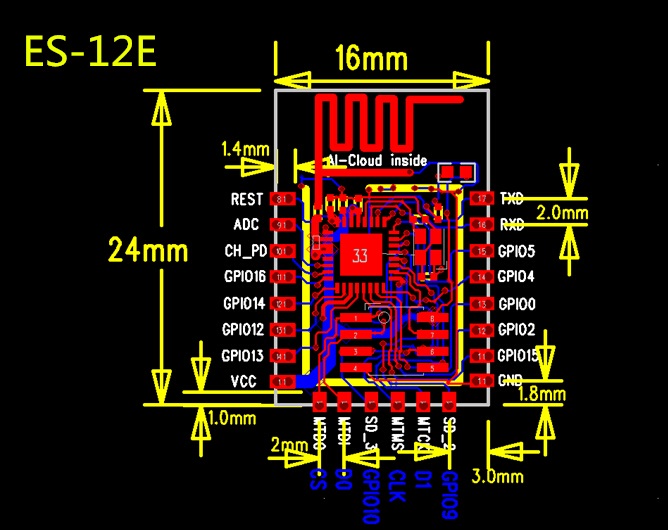 ES-12E
16mm
AI-Cloud inside
1.4mm
REST
TXD
ADC
RXD
2.0mm
CH_PD
GPIO5
24mm
33
GPIO16
GPIO4
GPIO14
GPIO0
GPIO12
GPIO2
GPIO13
GPIO15
VCC
GND
1.8mm
1.0mm
MTDO
MTDI
SD_3
MTMS
MTCK
SD_2
2mm
3.0mm
CS
D0
GPIO10
CLK
D1
GPIO9